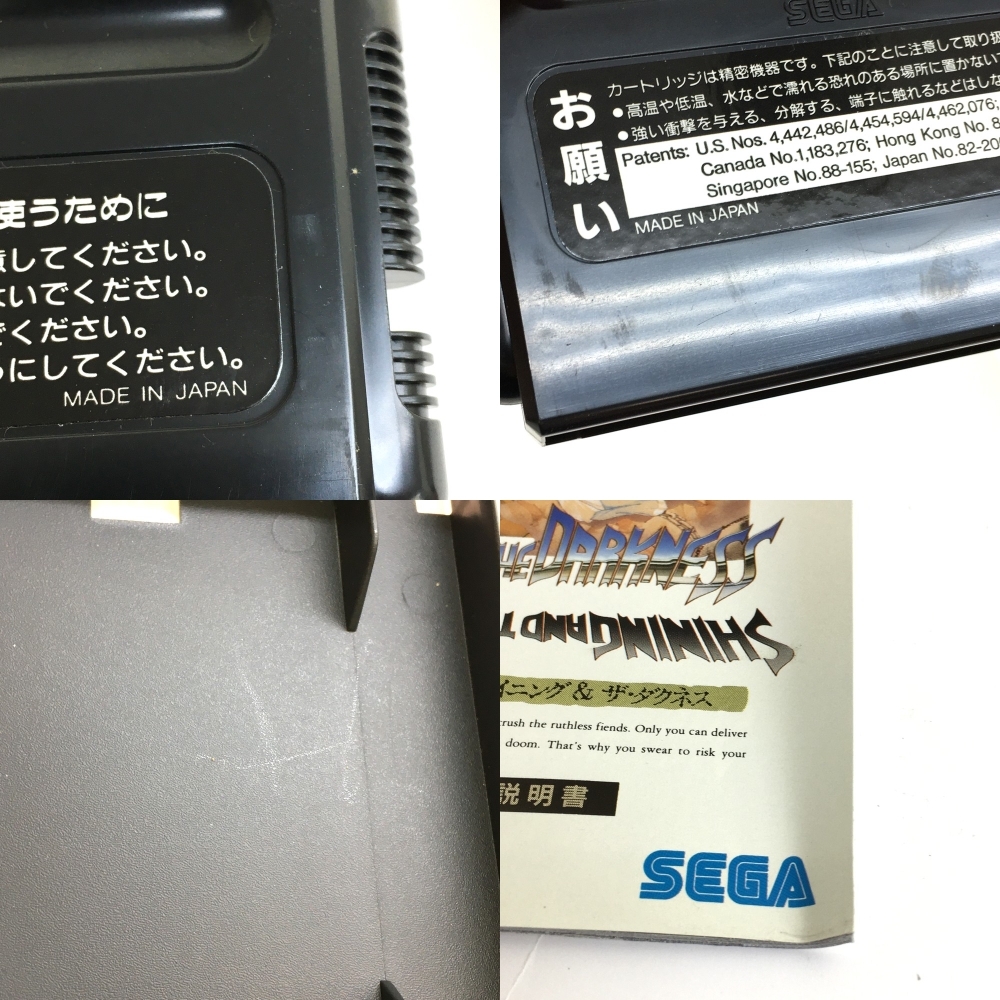 使うために
意してください。
ないでください。
でください。
うにしてください。
MADE IN JAPAN
SEGA
お願い
カートリッジは精密機器です。下記のことに注意して取り扱
●高温や低温、水などで濡れる恐れのある場所に置かない
●強い衝撃を与える、分解する、端子に触れるなどはしな
Patents: U.S. Nos. 4,442,486/4,454,594/4,462,076;
Canada No.1,183,276; Hong Kong No.8
Singapore No.88-155; Japan No.82-20
MADE IN JAPAN
THE DARKNESS
SHINING AND T
イニング & ザ・ダクネス
crush the ruthless fiends. Only you can deliver
doom. That's why you swear to risk your
説明書
SEGA